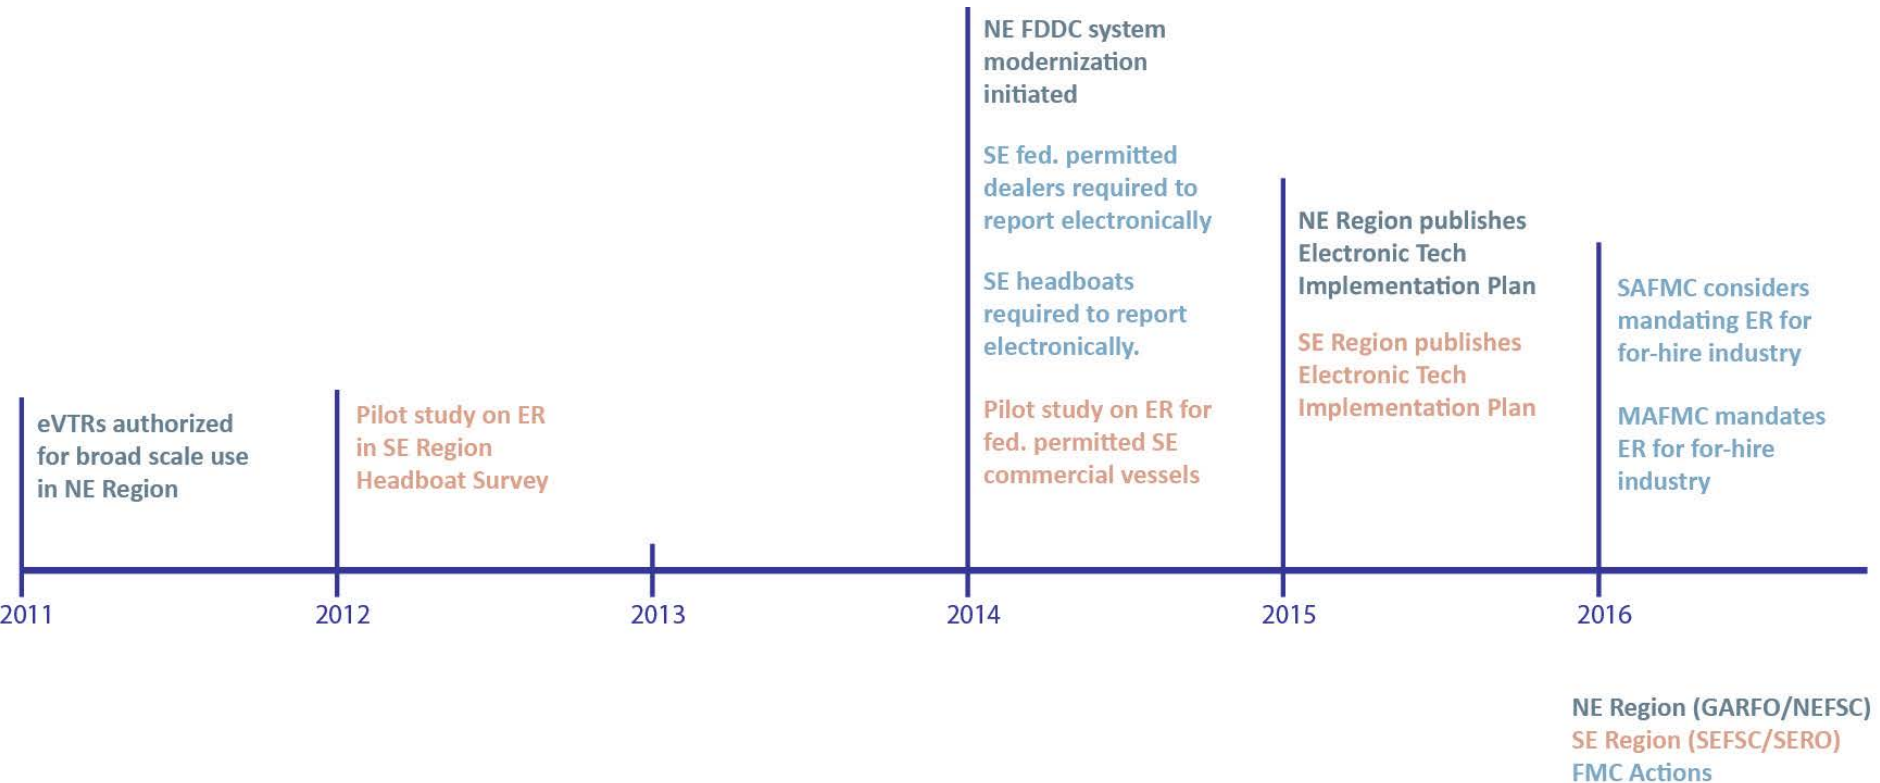 NE FDDC system
modernization
initiated
SE fed. permitted
dealers required to
report electronically
SE headboats
required to report
electronically.
Pilot study on ER for
fed. permitted SE
commercial vessels
NE Region publishes
Electronic Tech
Implementation Plan
SE Region publishes
Electronic Tech
Implementation Plan
SAFMC considers
mandating ER for
for-hire industry
MAFMC mandates
ER for for-hire
industry
eVTRs authorized
for broad scale use
in NE Region
Pilot study on ER
in SE Region
Headboat Survey
2011
2012
2013
2014
2015
2016
NE Region (GARFO/NEFSC)
SE Region (SEFSC/SERO)
FMC Actions